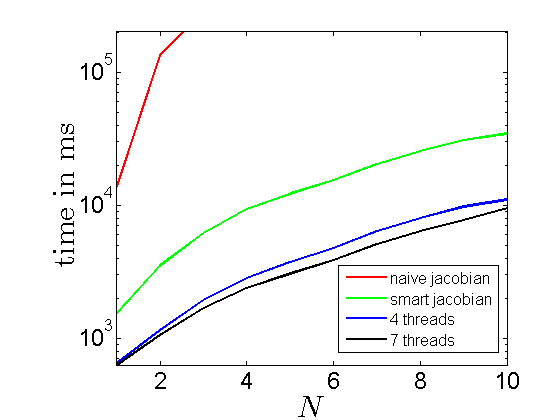 time in ms
10^5
10^4
10^3
2 4 6 8 10
N
naive jacobian
smart jacobian
4 threads
7 threads